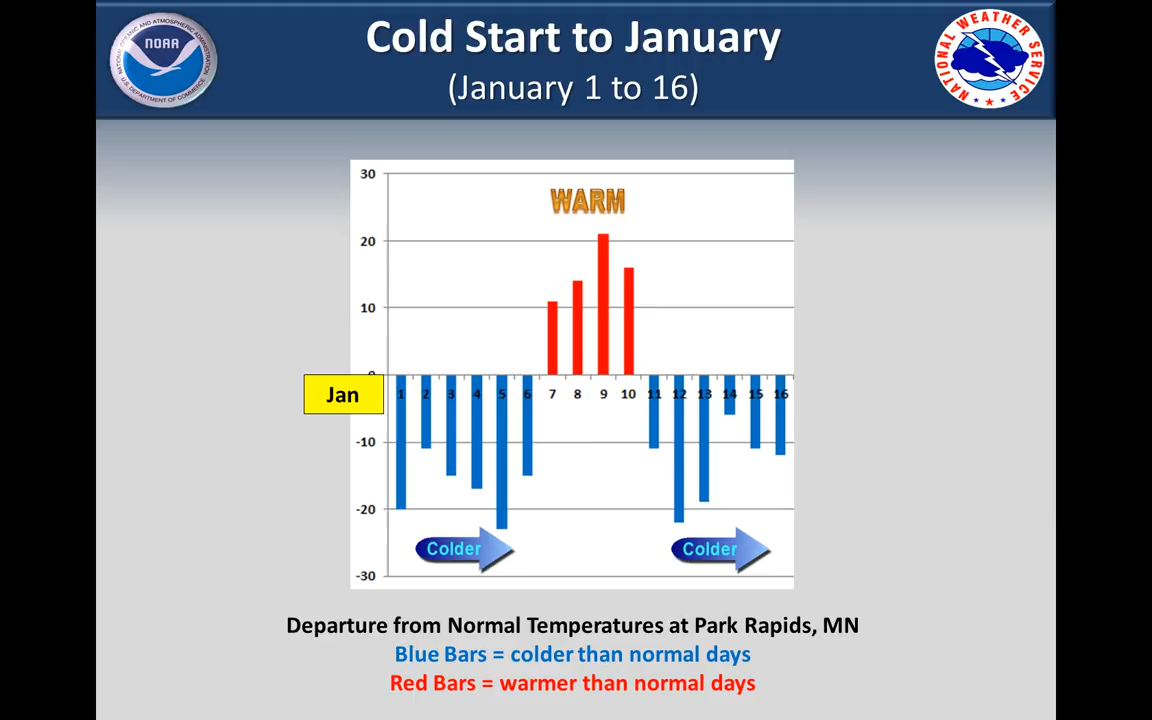 Cold Start to January
(January 1 to 16)
NOAA
NATIONAL OCEANIC AND ATMOSPHERIC ADMINISTRATION
U.S. DEPARTMENT OF COMMERCE
NATIONAL WEATHER SERVICE
WARM
30
20
10
0
-10
-20
-30
Jan
1 2 3 4 5 6 7 8 9 10 11 12 13 14 15 16
Colder
Colder
Departure from Normal Temperatures at Park Rapids, MN
Blue Bars = colder than normal days
Red Bars = warmer than normal days